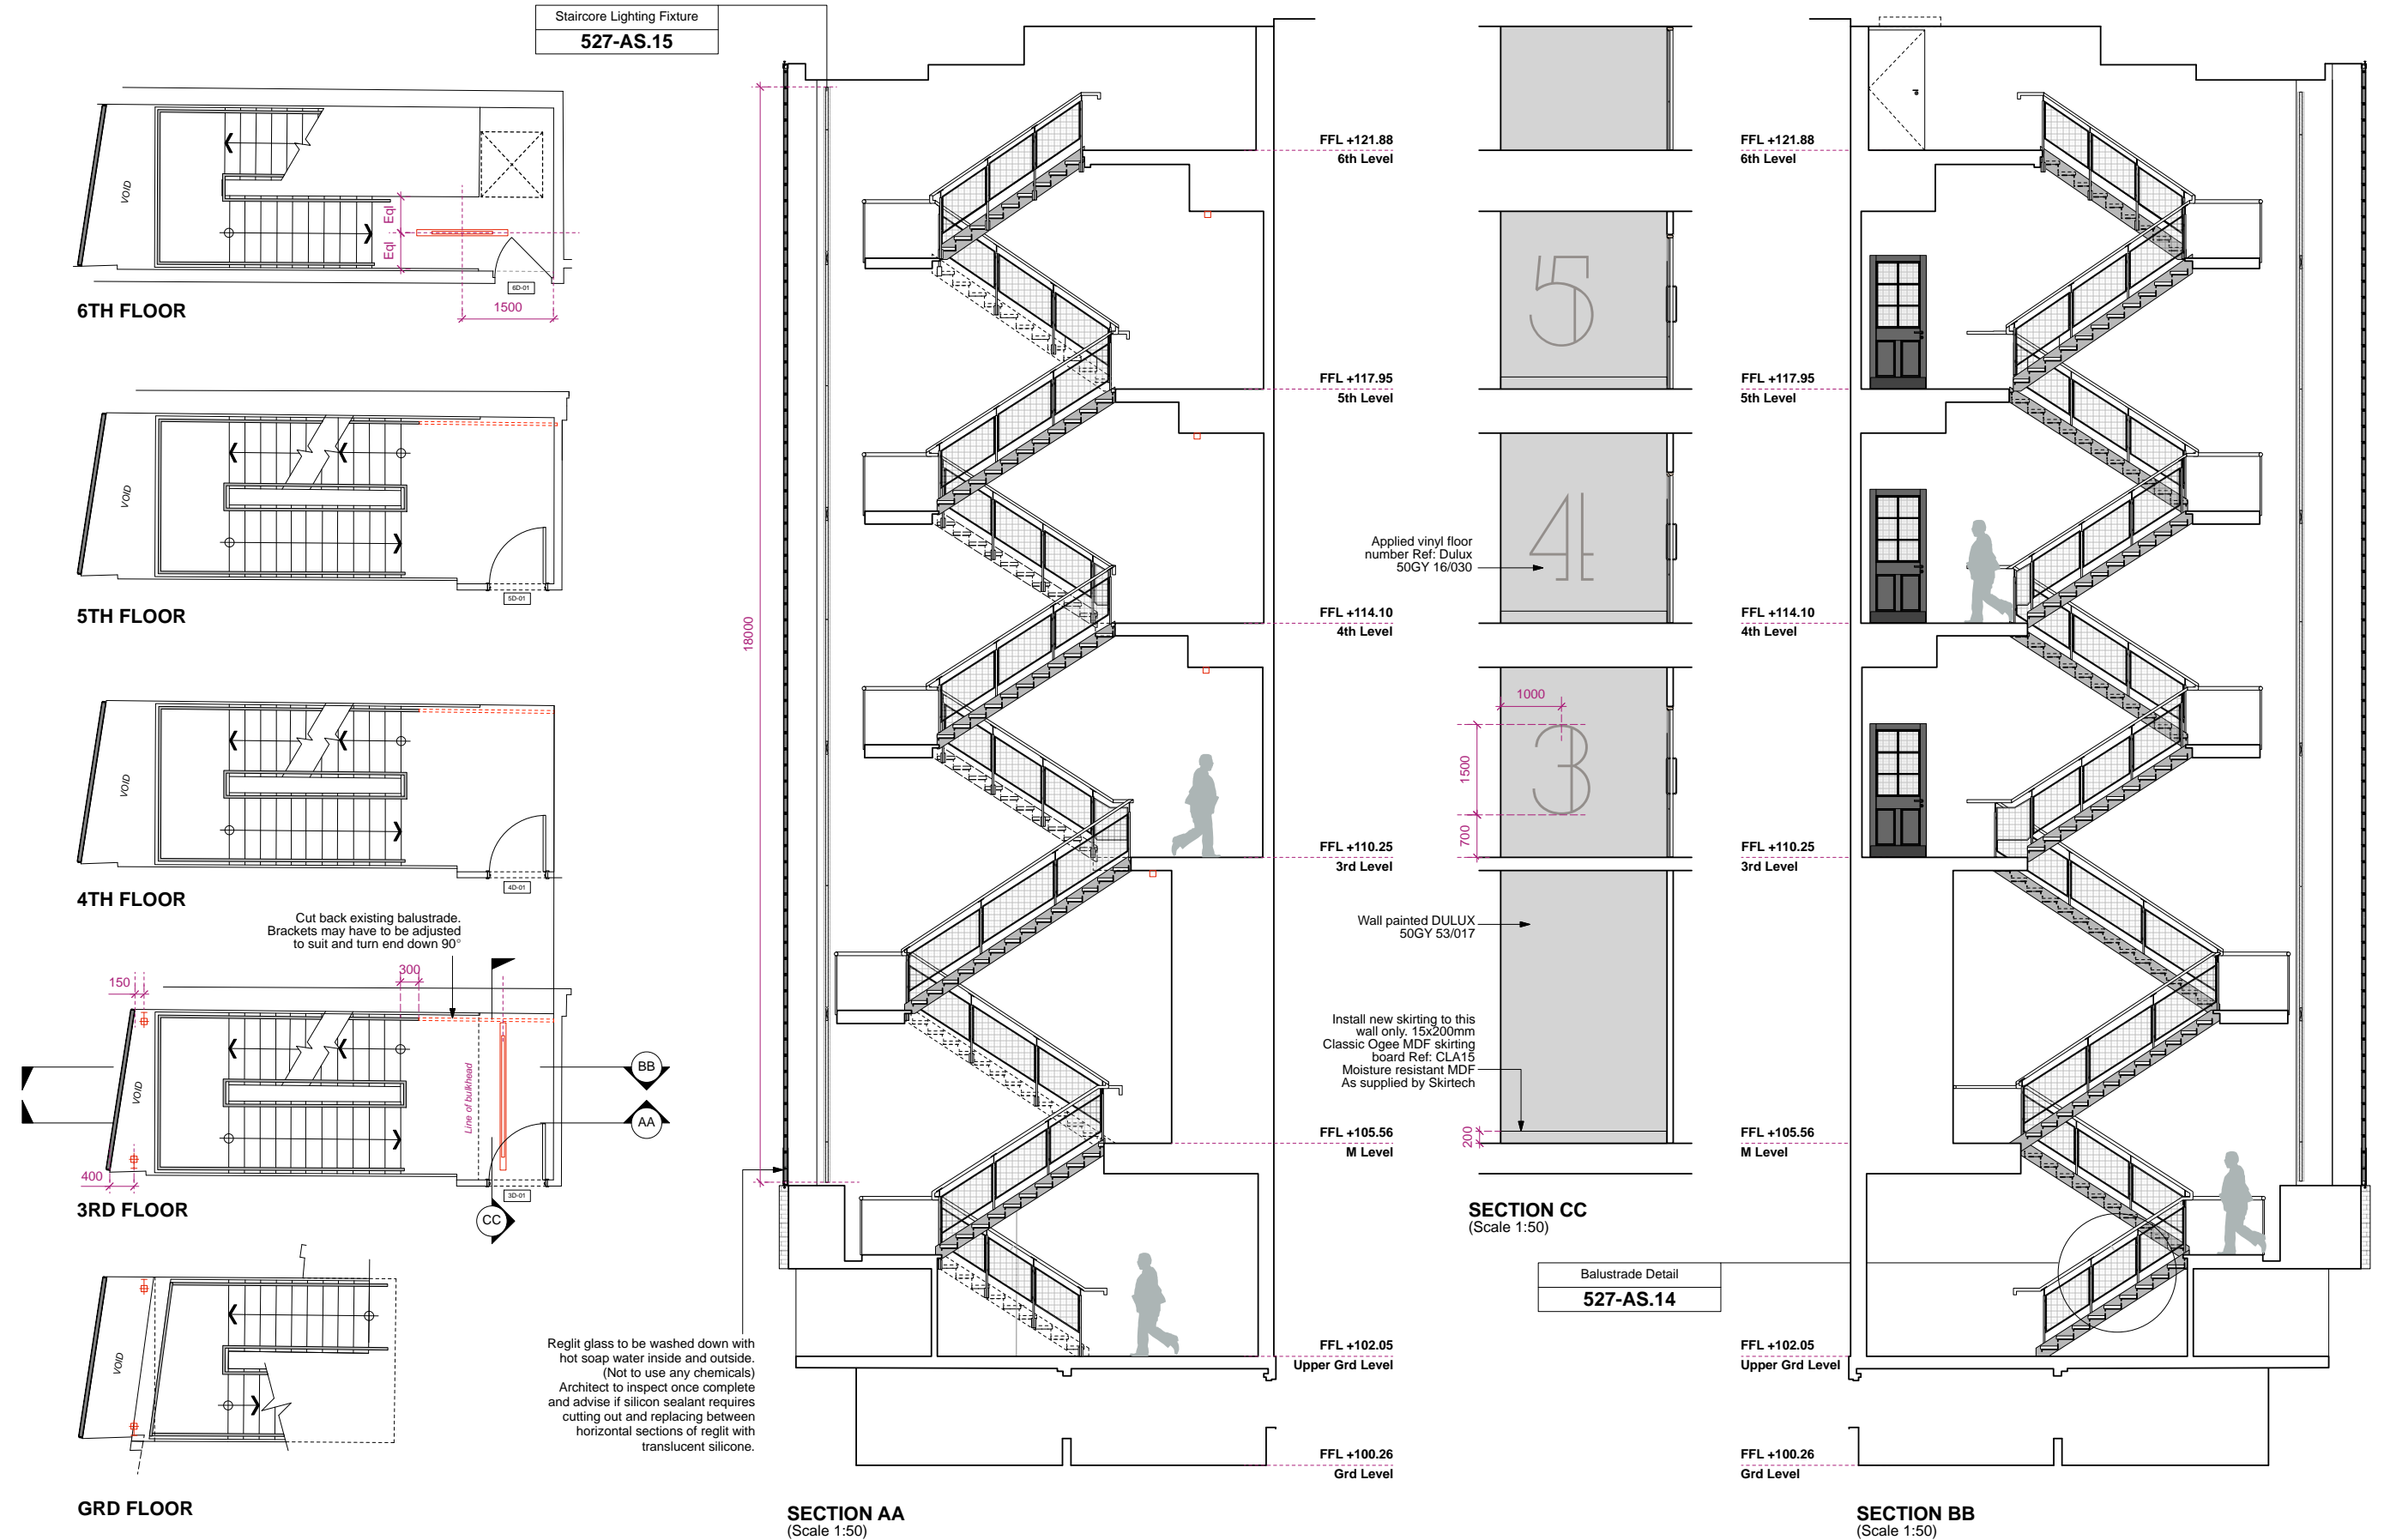 Staircore Lighting Fixture
527-AS.15
VOID
Eql
Eql
6D-01
1500
6TH FLOOR
VOID
5D-01
5TH FLOOR
VOID
4D-01
4TH FLOOR
Cut back existing balustrade.
Brackets may have to be adjusted
to suit and turn end down 90°
150
300
VOID
Line of bulkhead
BB
AA
400
3D-01
CC
3RD FLOOR
VOID
GRD FLOOR
18000
Reglit glass to be washed down with
hot soap water inside and outside.
(Not to use any chemicals)
Architect to inspect once complete
and advise if silicon sealant requires
cutting out and replacing between
horizontal sections of reglit with
translucent silicone.
FFL +121.88
6th Level
FFL +117.95
5th Level
FFL +114.10
4th Level
FFL +110.25
3rd Level
FFL +105.56
M Level
FFL +102.05
Upper Grd Level
FFL +100.26
Grd Level
SECTION AA
(Scale 1:50)
5
Applied vinyl floor
number Ref: Dulux
50GY 16/030
4
1000
1500
3
700
Wall painted DULUX
50GY 53/017
Install new skirting to this
wall only. 15x200mm
Classic Ogee MDF skirting
board Ref: CLA15
Moisture resistant MDF
As supplied by Skirtech
200
SECTION CC
(Scale 1:50)
Balustrade Detail
527-AS.14
FFL +121.88
6th Level
FFL +117.95
5th Level
FFL +114.10
4th Level
FFL +110.25
3rd Level
FFL +105.56
M Level
FFL +102.05
Upper Grd Level
FFL +100.26
Grd Level
SECTION BB
(Scale 1:50)